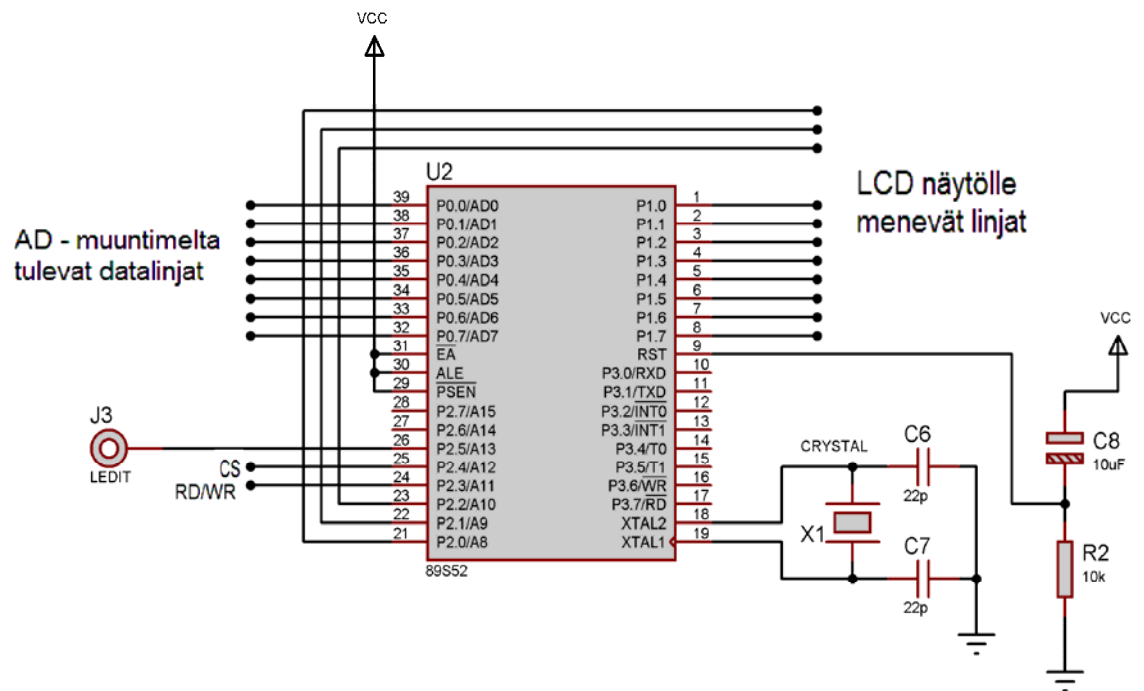 VCC
U2
39 P0.0/AD0 P1.0 1
38 P0.1/AD1 P1.1 2
37 P0.2/AD2 P1.2 3
36 P0.3/AD3 P1.3 4
35 P0.4/AD4 P1.4 5
34 P0.5/AD5 P1.5 6
33 P0.6/AD6 P1.6 7
32 P0.7/AD7 P1.7 8
31 EA RST 9
30 ALE P3.0/RXD 10
29 PSEN P3.1/TXD 11
28 P2.7/A15 P3.2/INT0 12
27 P2.6/A14 P3.3/INT1 13
26 P2.5/A13 P3.4/T0 14
25 P2.4/A12 P3.5/T1 15
24 P2.3/A11 P3.6/WR 16
23 P2.2/A10 P3.7/RD 17
22 P2.1/A9 XTAL2 18
21 P2.0/A8 XTAL1 19
89S52
AD - muuntimelta
tulevat datalinjat
LCD näytölle
menevät linjat
J3
LEDIT
CS
RD/WR
CRYSTAL
X1
C6
22p
C7
22p
VCC
C8
10uF
R2
10k